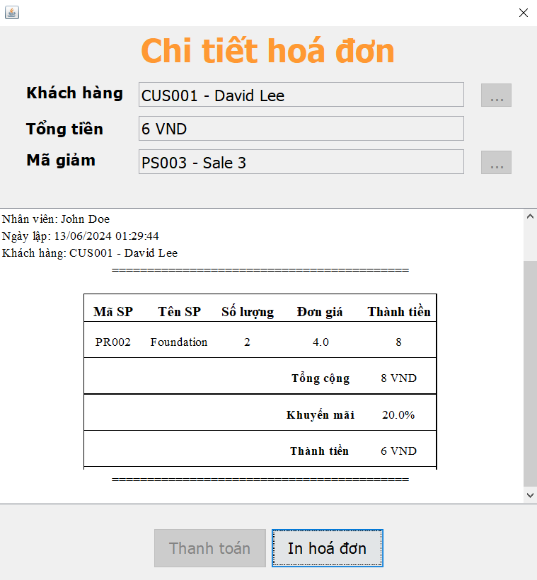 Chi tiết hoá đơn
Khách hàng CUS001 - David Lee ...
Tổng tiền 6 VND
Mã giảm PS003 - Sale 3 ...
Nhân viên: John Doe
Ngày lập: 13/06/2024 01:29:44
Khách hàng: CUS001 - David Lee
==========================================
Mã SP Tên SP Số lượng Đơn giá Thành tiền
PR002 Foundation 2 4.0 8
Tổng cộng 8 VND
Khuyến mãi 20.0%
Thành tiền 6 VND
==========================================
Thanh toán In hoá đơn